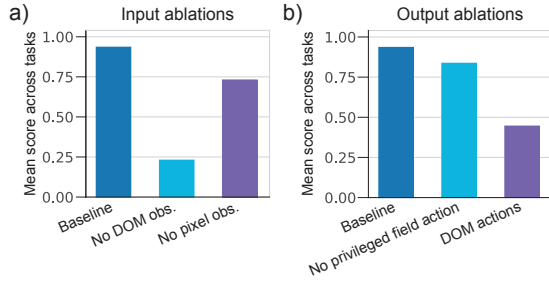 a) Input ablations
Mean score across tasks
1.00
0.75
0.50
0.25
0.00
Baseline
No DOM obs.
No pixel obs.
b) Output ablations
Mean score across tasks
1.00
0.75
0.50
0.25
0.00
Baseline
No privileged field action
DOM actions